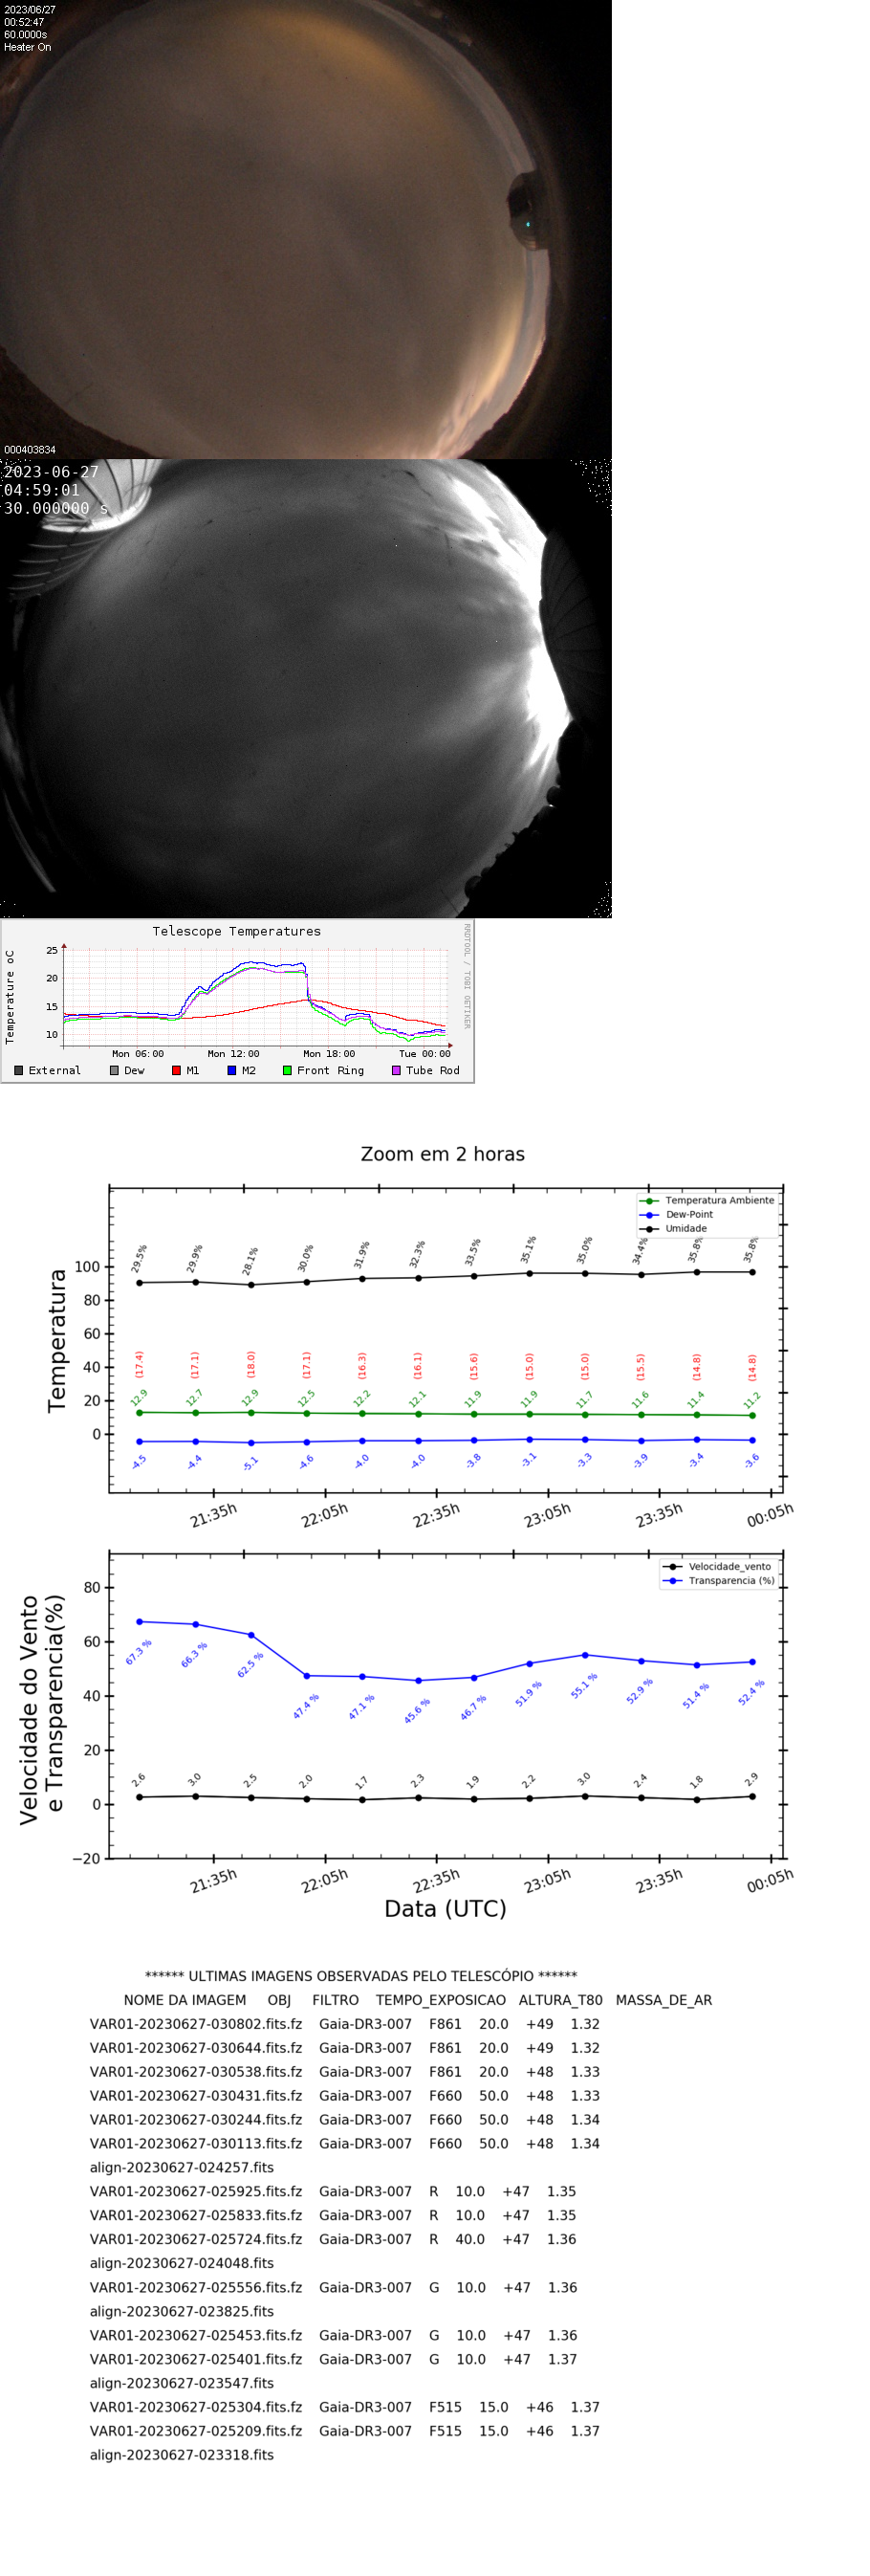 2023/06/27
00:52:47
60.0000s
Heater On
000403834
2023-06-27
04:59:01
30.000000 s
Telescope Temperatures
RRDTOOL / TOBI OETIKER
Temperature oC
25
20
15
10
Mon 06:00 Mon 12:00 Mon 18:00 Tue 00:00
External Dew M1 M2 Front Ring Tube Rod
Zoom em 2 horas
Temperatura Ambiente
Dew-Point
Umidade
Temperatura
100
80
60
40
20
0
29.5% 29.9% 28.1% 30.0% 31.9% 32.3% 33.5% 35.1% 35.0% 34.4% 35.8% 35.8%
(17.4) (17.1) (18.0) (17.1) (16.3) (16.1) (15.6) (15.0) (15.0) (15.5) (14.8) (14.8)
12.9 12.7 12.9 12.5 12.2 12.1 11.9 11.9 11.7 11.6 11.4 11.2
-4.5 -4.4 -5.1 -4.6 -4.0 -4.0 -3.8 -3.1 -3.3 -3.9 -3.4 -3.6
21:35h 22:05h 22:35h 23:05h 23:35h 00:05h
Velocidade_vento
Transparencia (%)
Velocidade do Vento
e Transparencia(%)
80
60
40
20
0
−20
67.3 % 66.3 % 62.5 % 47.4 % 47.1 % 45.6 % 46.7 % 51.9 % 55.1 % 52.9 % 51.4 % 52.4 %
2.6 3.0 2.5 2.0 1.7 2.3 1.9 2.2 3.0 2.4 1.8 2.9
21:35h 22:05h 22:35h 23:05h 23:35h 00:05h
Data (UTC)
****** ULTIMAS IMAGENS OBSERVADAS PELO TELESCÓPIO ******
NOME DA IMAGEM OBJ FILTRO TEMPO_EXPOSICAO ALTURA_T80 MASSA_DE_AR
VAR01-20230627-030802.fits.fz Gaia-DR3-007 F861 20.0 +49 1.32
VAR01-20230627-030644.fits.fz Gaia-DR3-007 F861 20.0 +49 1.32
VAR01-20230627-030538.fits.fz Gaia-DR3-007 F861 20.0 +48 1.33
VAR01-20230627-030431.fits.fz Gaia-DR3-007 F660 50.0 +48 1.33
VAR01-20230627-030244.fits.fz Gaia-DR3-007 F660 50.0 +48 1.34
VAR01-20230627-030113.fits.fz Gaia-DR3-007 F660 50.0 +48 1.34
align-20230627-024257.fits
VAR01-20230627-025925.fits.fz Gaia-DR3-007 R 10.0 +47 1.35
VAR01-20230627-025833.fits.fz Gaia-DR3-007 R 10.0 +47 1.35
VAR01-20230627-025724.fits.fz Gaia-DR3-007 R 40.0 +47 1.36
align-20230627-024048.fits
VAR01-20230627-025556.fits.fz Gaia-DR3-007 G 10.0 +47 1.36
align-20230627-023825.fits
VAR01-20230627-025453.fits.fz Gaia-DR3-007 G 10.0 +47 1.36
VAR01-20230627-025401.fits.fz Gaia-DR3-007 G 10.0 +47 1.37
align-20230627-023547.fits
VAR01-20230627-025304.fits.fz Gaia-DR3-007 F515 15.0 +46 1.37
VAR01-20230627-025209.fits.fz Gaia-DR3-007 F515 15.0 +46 1.37
align-20230627-023318.fits